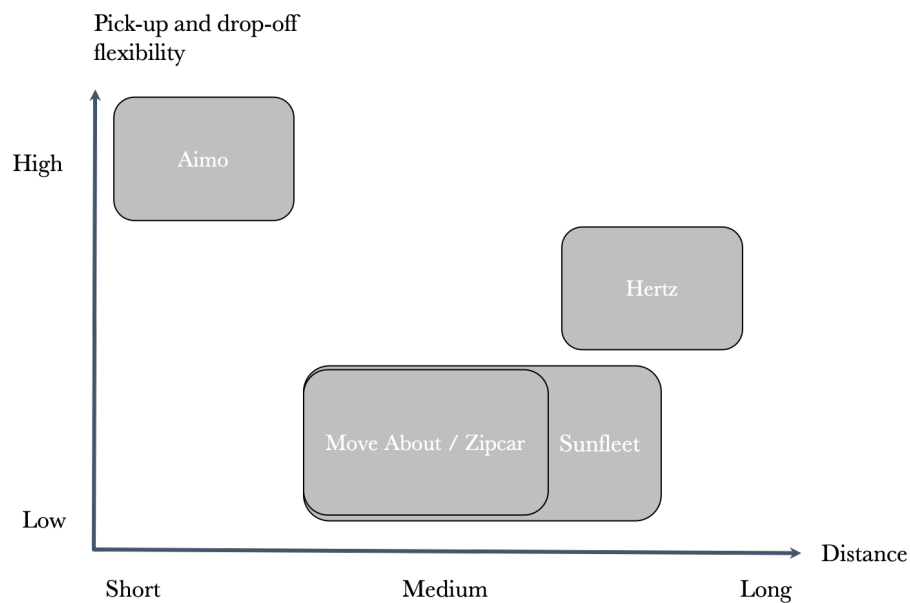 Pick-up and drop-off
flexibility
High
Aimo
Hertz
Move About / Zipcar
Sunfleet
Low
Distance
Short
Medium
Long